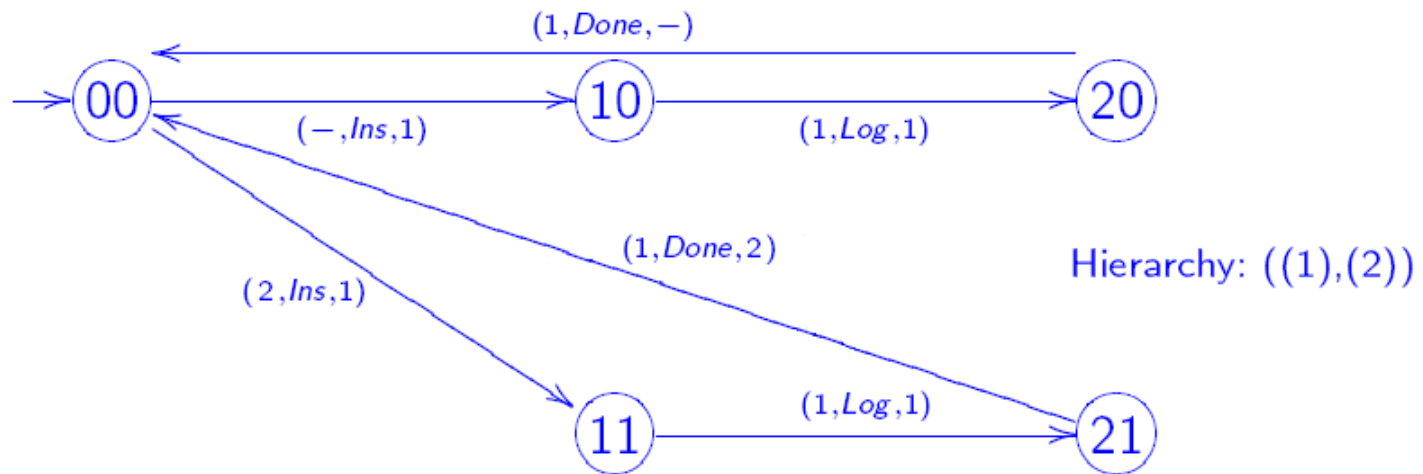 (1,Done,−)
00
10
20
(−,Ins,1)
(1,Log,1)
(1,Done,2)
Hierarchy: ((1),(2))
(2,Ins,1)
(1,Log,1)
11
21